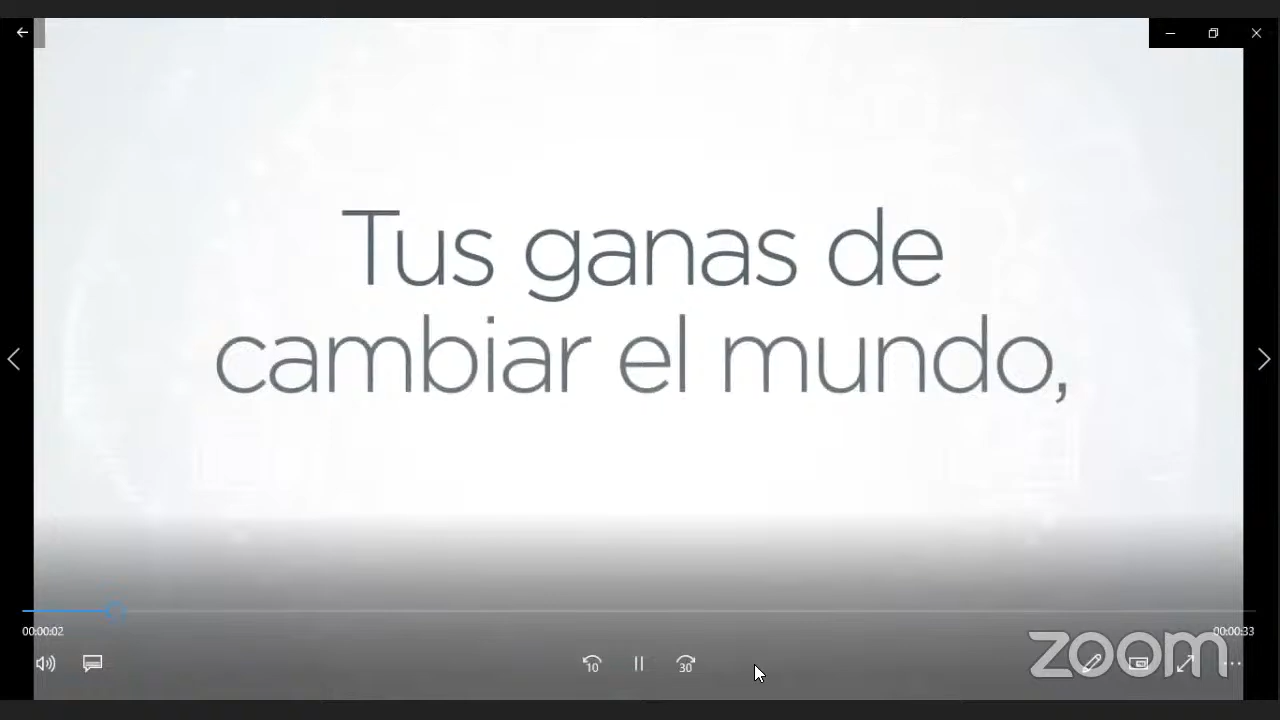 Tus ganas de
cambiar el mundo,
00:00:02
00:00:33
10
30
zoom